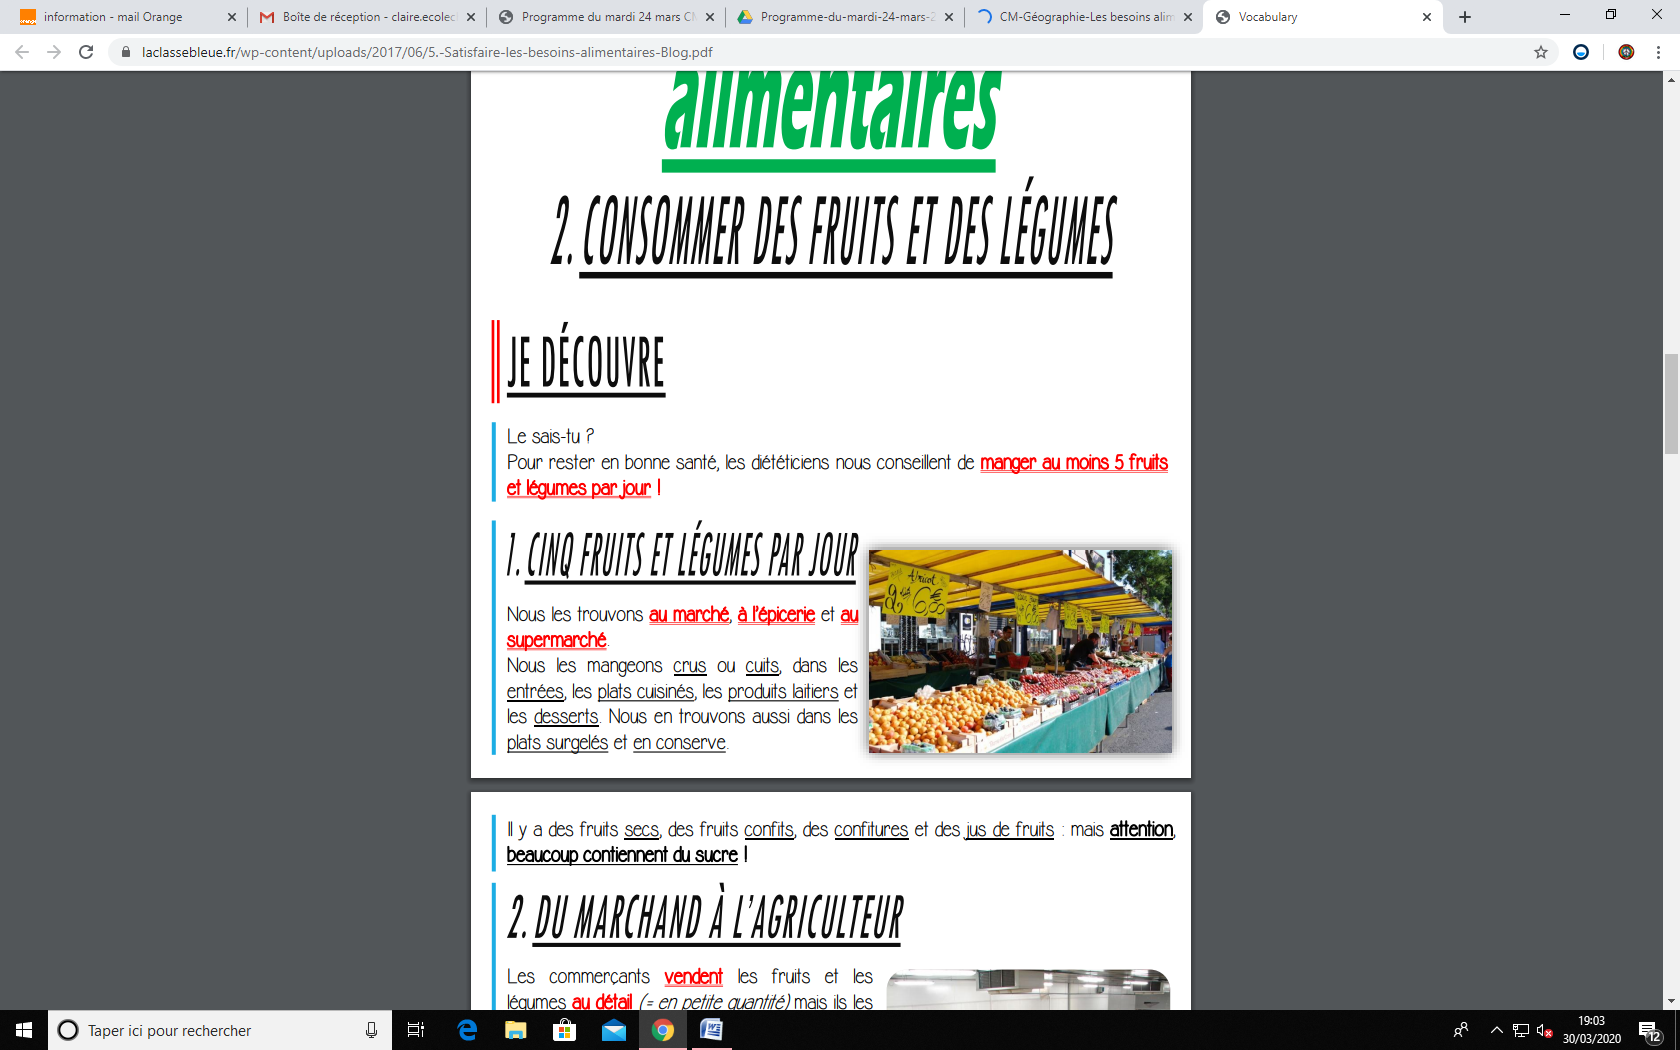 information - mail Orange
Boîte de réception - claire.ecolec
Programme du mardi 24 mars CM
Programme-du-mardi-24-mars-2
CM-Géographie-Les besoins alim
Vocabulary
laclassebleue.fr/wp-content/uploads/2017/06/5.-Satisfaire-les-besoins-alimentaires-Blog.pdf
alimentaires
2. CONSOMMER DES FRUITS ET DES LÉGUMES
JE DÉCOUVRE
Le sais-tu ?
Pour rester en bonne santé, les diététiciens nous conseillent de manger au moins 5 fruits
et légumes par jour !
1. CINQ FRUITS ET LÉGUMES PAR JOUR
Nous les trouvons au marché, à l'épicerie et au
supermarché.
Nous les mangeons crus ou cuits, dans les
entrées, les plats cuisinés, les produits laitiers et
les desserts. Nous en trouvons aussi dans les
plats surgelés et en conserve.
Abricot
Il y a des fruits secs, des fruits confits, des confitures et des jus de fruits : mais attention,
beaucoup contiennent du sucre !
2. DU MARCHAND À L'AGRICULTEUR
Les commerçants vendent les fruits et les
légumes au détail (= en petite quantité) mais ils les
Taper ici pour rechercher
19:03
30/03/2020
12